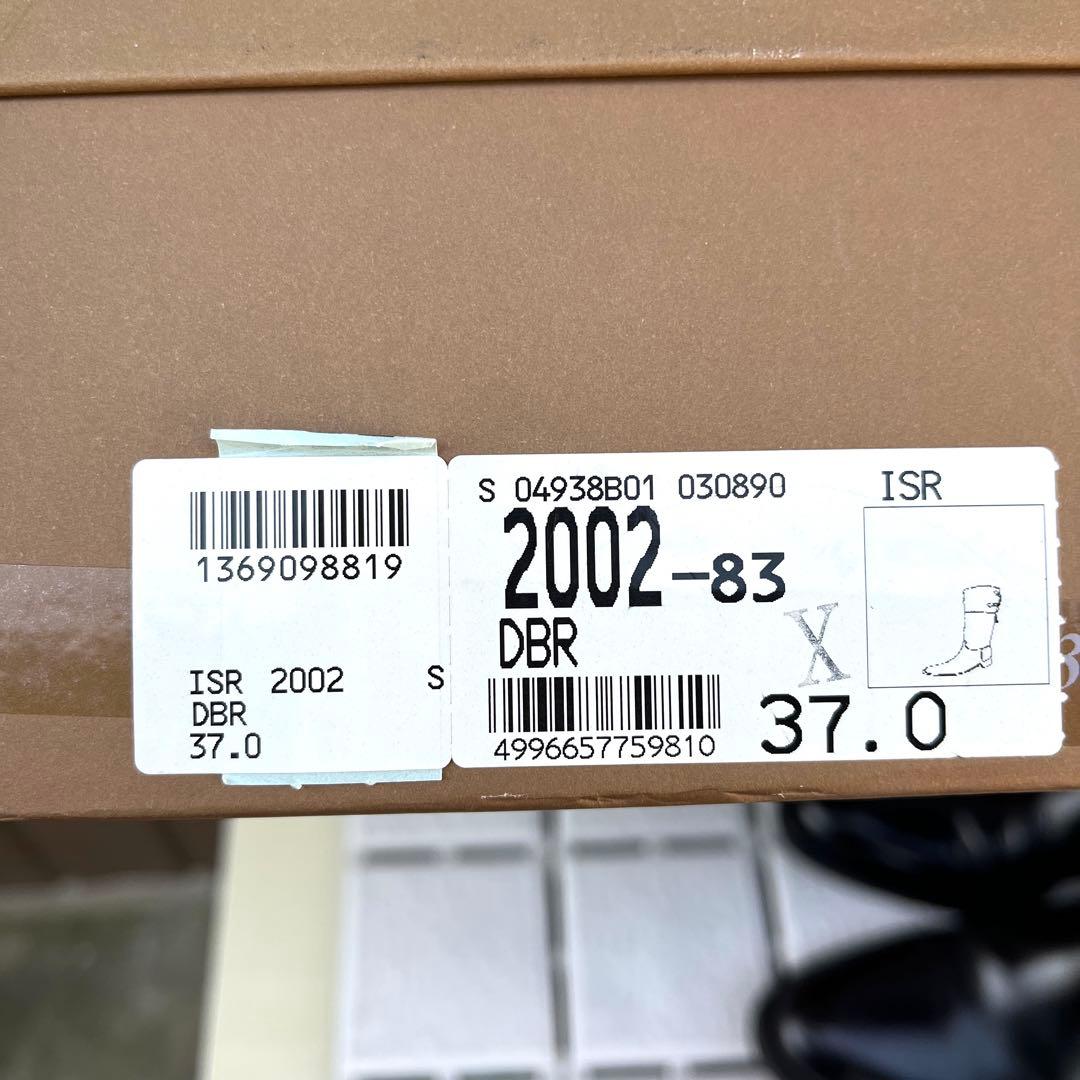 1369098819
ISR 2002 S
DBR
37.0
S 04938B01 030890 ISR
2002-83
DBR
X
4996657759810
37.0